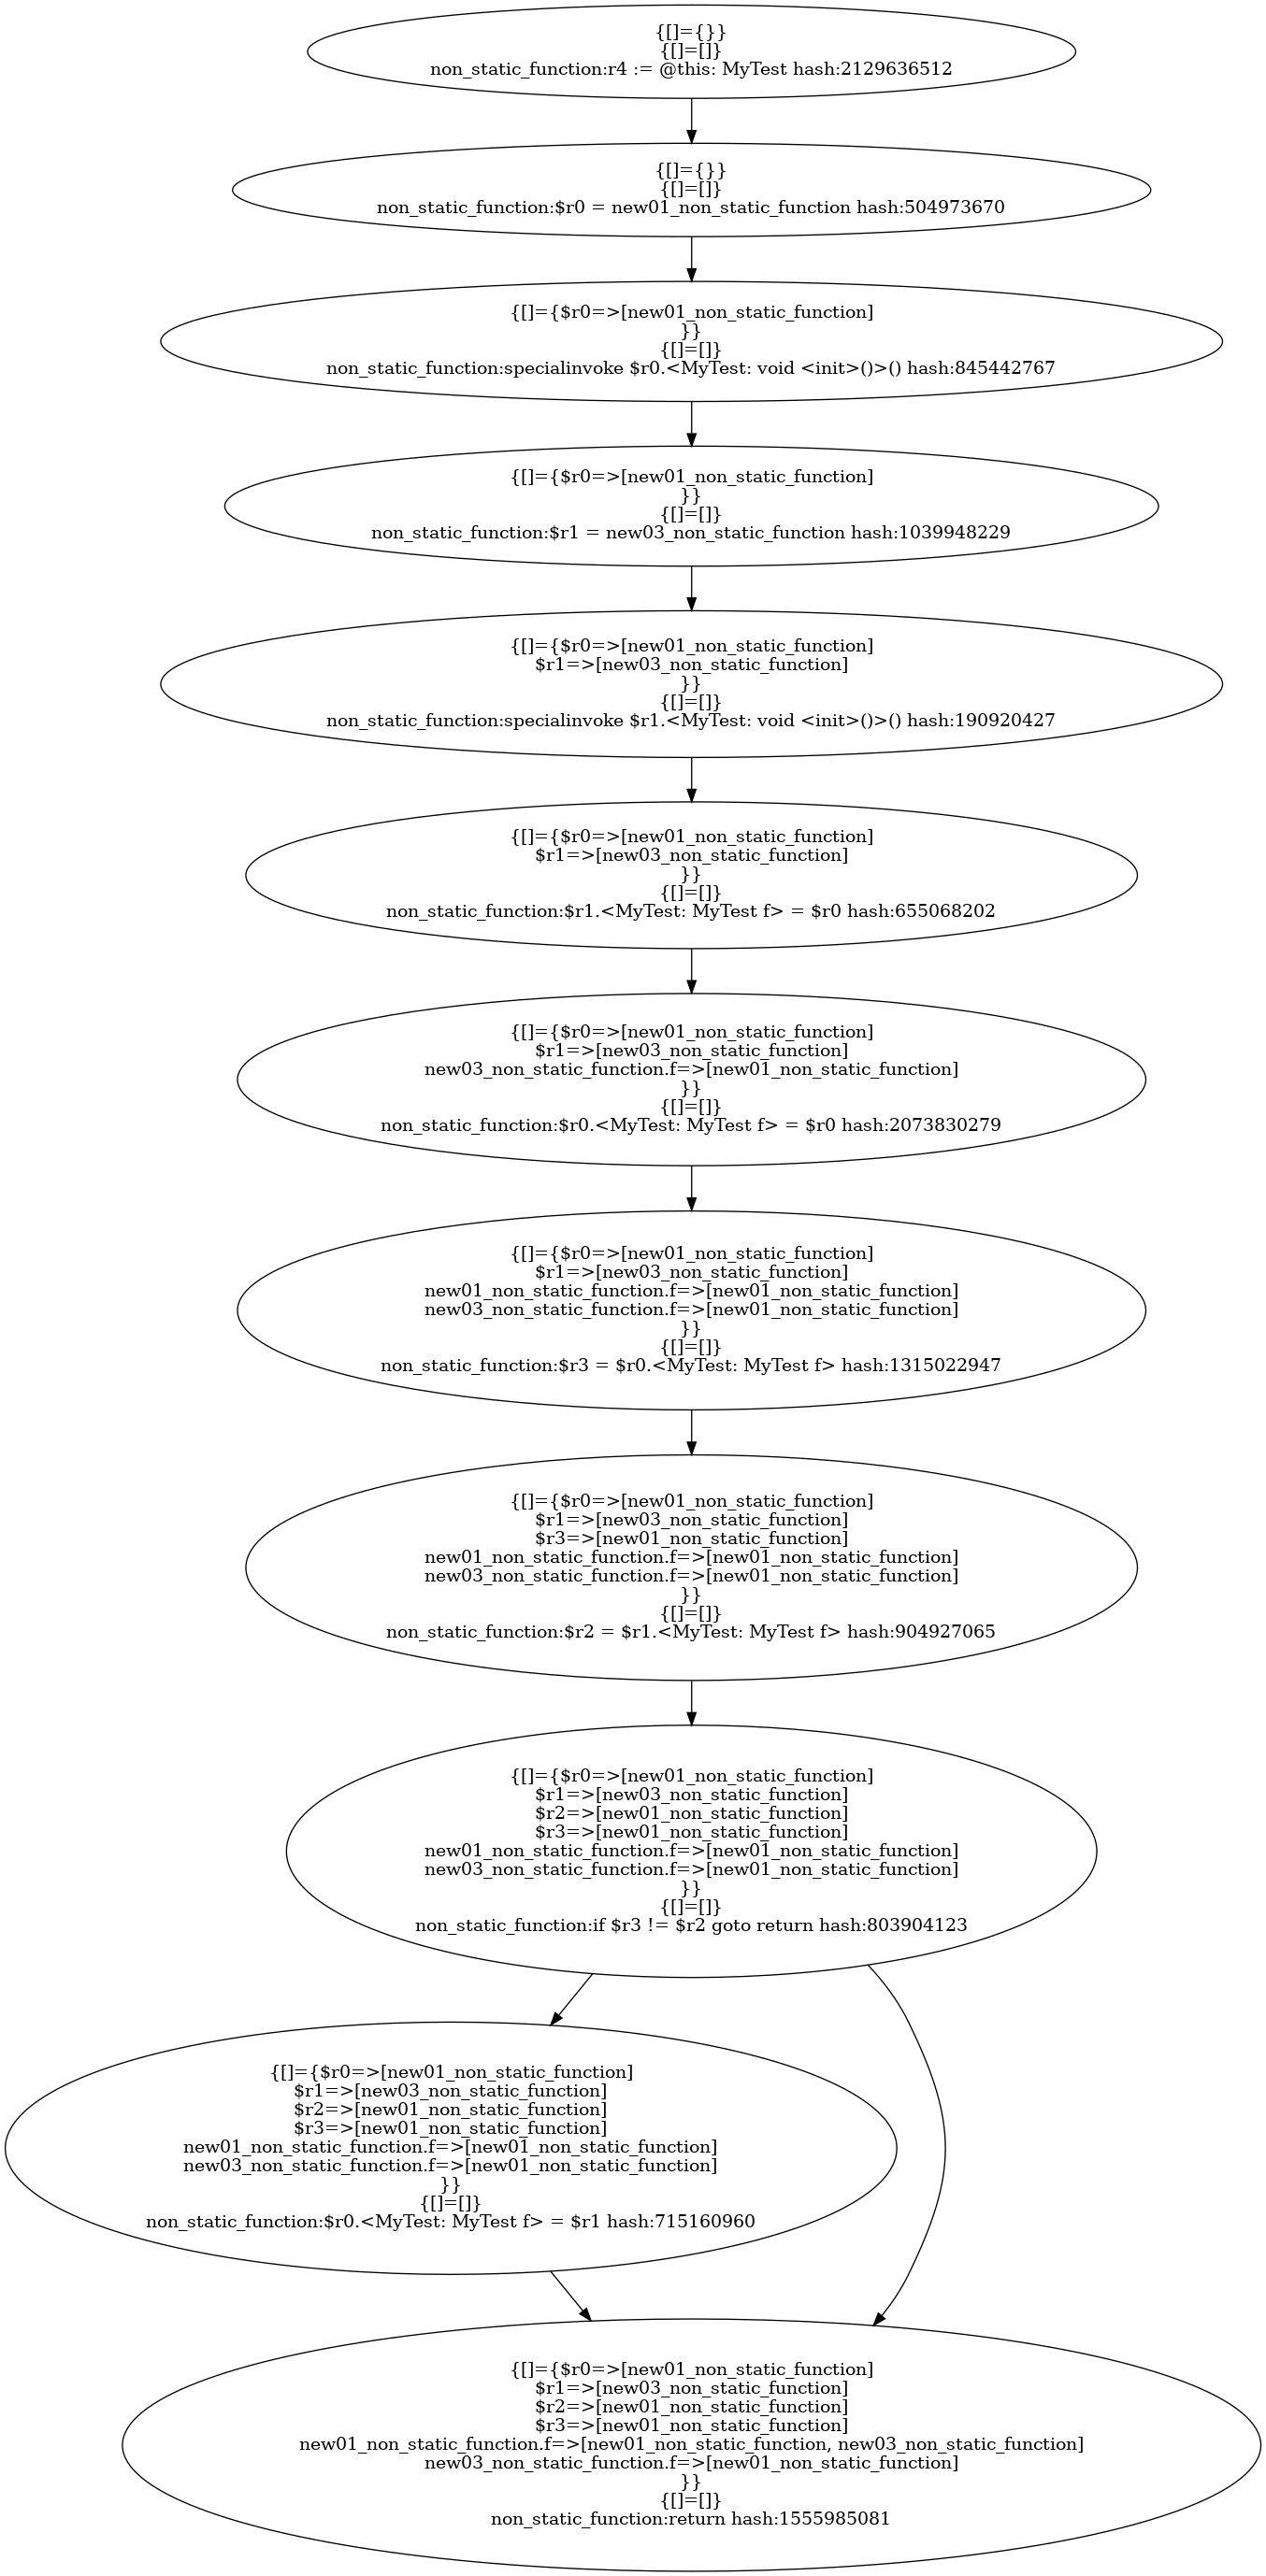 {[]={}}
{[]=[]}
non_static_function:r4 := @this: MyTest hash:2129636512
{[]={}}
{[]=[]}
non_static_function:$r0 = new01_non_static_function hash:504973670
{[]={$r0=>[new01_non_static_function]
}}
{[]=[]}
non_static_function:specialinvoke $r0.<MyTest: void <init>()>() hash:845442767
{[]={$r0=>[new01_non_static_function]
}}
{[]=[]}
non_static_function:$r1 = new03_non_static_function hash:1039948229
{[]={$r0=>[new01_non_static_function]
$r1=>[new03_non_static_function]
}}
{[]=[]}
non_static_function:specialinvoke $r1.<MyTest: void <init>()>() hash:190920427
{[]={$r0=>[new01_non_static_function]
$r1=>[new03_non_static_function]
}}
{[]=[]}
non_static_function:$r1.<MyTest: MyTest f> = $r0 hash:655068202
{[]={$r0=>[new01_non_static_function]
$r1=>[new03_non_static_function]
new03_non_static_function.f=>[new01_non_static_function]
}}
{[]=[]}
non_static_function:$r0.<MyTest: MyTest f> = $r0 hash:2073830279
{[]={$r0=>[new01_non_static_function]
$r1=>[new03_non_static_function]
new01_non_static_function.f=>[new01_non_static_function]
new03_non_static_function.f=>[new01_non_static_function]
}}
{[]=[]}
non_static_function:$r3 = $r0.<MyTest: MyTest f> hash:1315022947
{[]={$r0=>[new01_non_static_function]
$r1=>[new03_non_static_function]
$r3=>[new01_non_static_function]
new01_non_static_function.f=>[new01_non_static_function]
new03_non_static_function.f=>[new01_non_static_function]
}}
{[]=[]}
non_static_function:$r2 = $r1.<MyTest: MyTest f> hash:904927065
{[]={$r0=>[new01_non_static_function]
$r1=>[new03_non_static_function]
$r2=>[new01_non_static_function]
$r3=>[new01_non_static_function]
new01_non_static_function.f=>[new01_non_static_function]
new03_non_static_function.f=>[new01_non_static_function]
}}
{[]=[]}
non_static_function:if $r3 != $r2 goto return hash:803904123
{[]={$r0=>[new01_non_static_function]
$r1=>[new03_non_static_function]
$r2=>[new01_non_static_function]
$r3=>[new01_non_static_function]
new01_non_static_function.f=>[new01_non_static_function]
new03_non_static_function.f=>[new01_non_static_function]
}}
{[]=[]}
non_static_function:$r0.<MyTest: MyTest f> = $r1 hash:715160960
{[]={$r0=>[new01_non_static_function]
$r1=>[new03_non_static_function]
$r2=>[new01_non_static_function]
$r3=>[new01_non_static_function]
new01_non_static_function.f=>[new01_non_static_function, new03_non_static_function]
new03_non_static_function.f=>[new01_non_static_function]
}}
{[]=[]}
non_static_function:return hash:1555985081